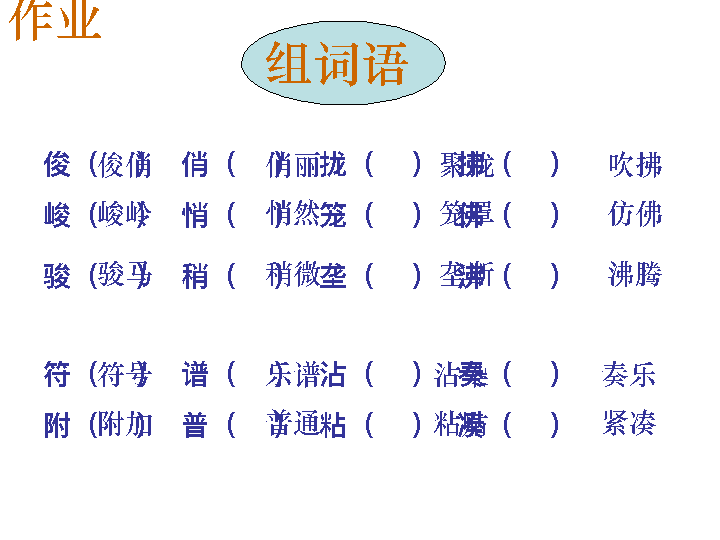 作业
组词语
俊（俊俏） 俏（俏丽） 拢（聚拢） 拂（ ）吹拂
峻（峻岭） 悄（悄然） 笼（笼罩） 佛（ ）仿佛
骏（骏马） 稍（稍微） 垄（垄断） 沸（ ）沸腾
符（符号） 谱（乐谱） 沾（沾 ） 奏（ ）奏乐
附（附加） 普（普通） 粘（粘 ） 凑（ ）紧凑